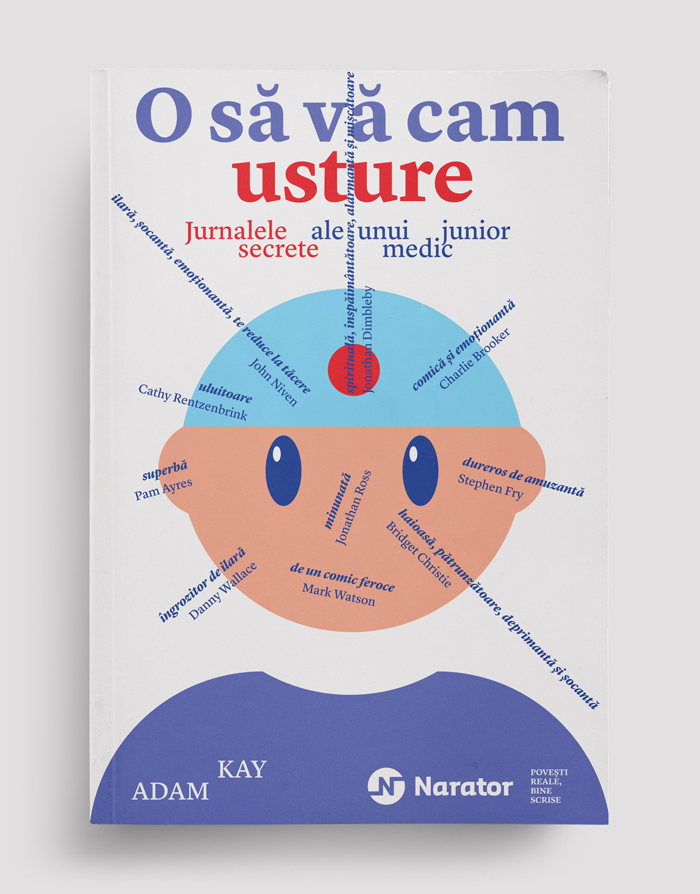 O să vă cam
usture
Jurnalele ale unui junior
secrete medic
spirituală, înspăimântătoare, alarmantă și mișcătoare
Jonathan Dimbleby
ilară, șocantă, emoționantă, te reduce la tăcere
John Niven
comică și emoționantă
Charlie Brooker
uluitoare
Cathy Rentzenbrink
superbă
Pam Ayres
minunată
Jonathan Ross
dureros de amuzantă
Stephen Fry
haioasă, pătrunzătoare, deprimantă și șocantă
Bridget Christie
îngrozitor de ilară
Danny Wallace
de un comic feroce
Mark Watson
ADAM KAY
N Narator
POVEȘTI
REALE,
BINE
SCRISE